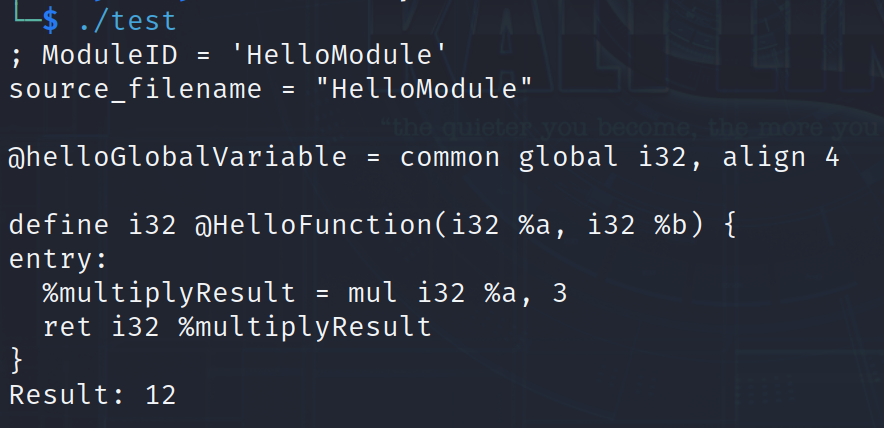 └─$ ./test
; ModuleID = 'HelloModule'
source_filename = "HelloModule"
"the quieter you become, the more you
@helloGlobalVariable = common global i32, align 4
define i32 @HelloFunction(i32 %a, i32 %b) {
entry:
  %multiplyResult = mul i32 %a, 3
  ret i32 %multiplyResult
}
Result: 12